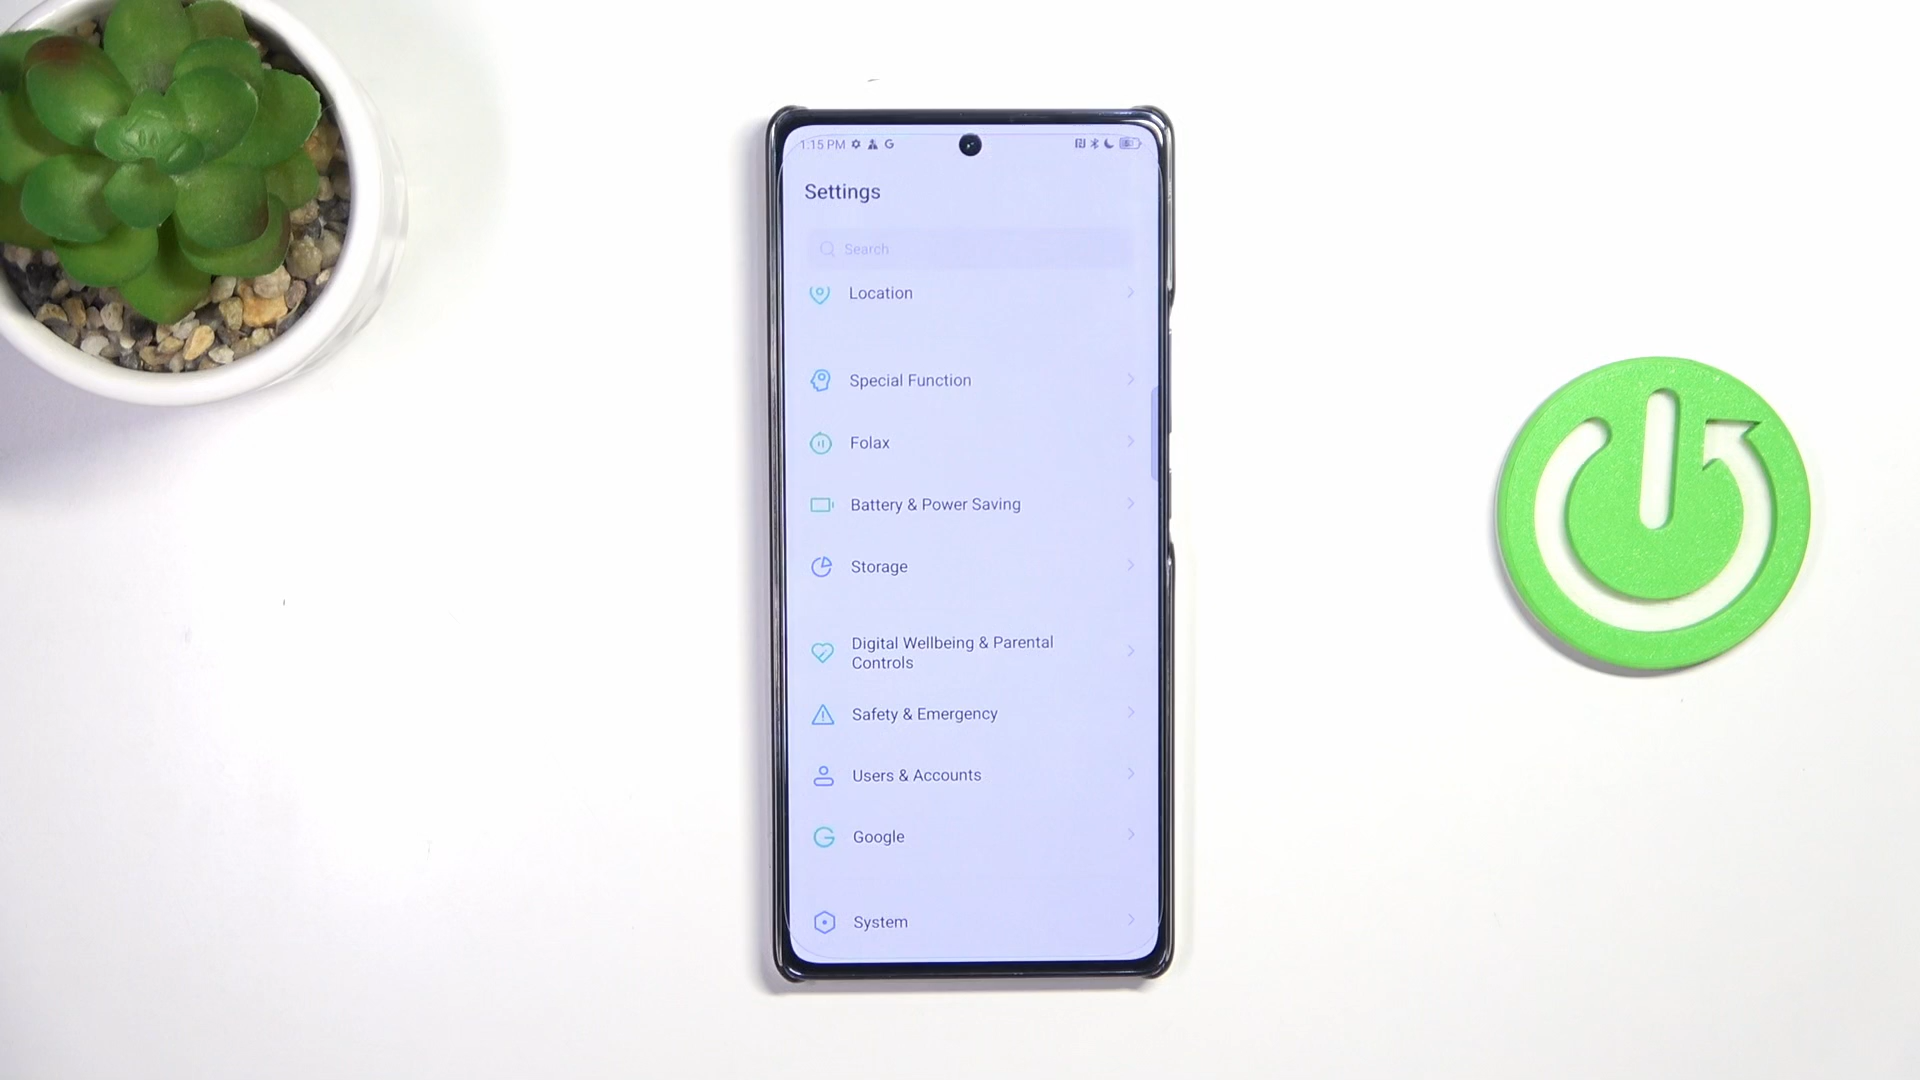 1:15 PM
Settings
Search
Location
Special Function
Folax
Battery & Power Saving
Storage
Digital Wellbeing & Parental
Controls
Safety & Emergency
Users & Accounts
Google
System